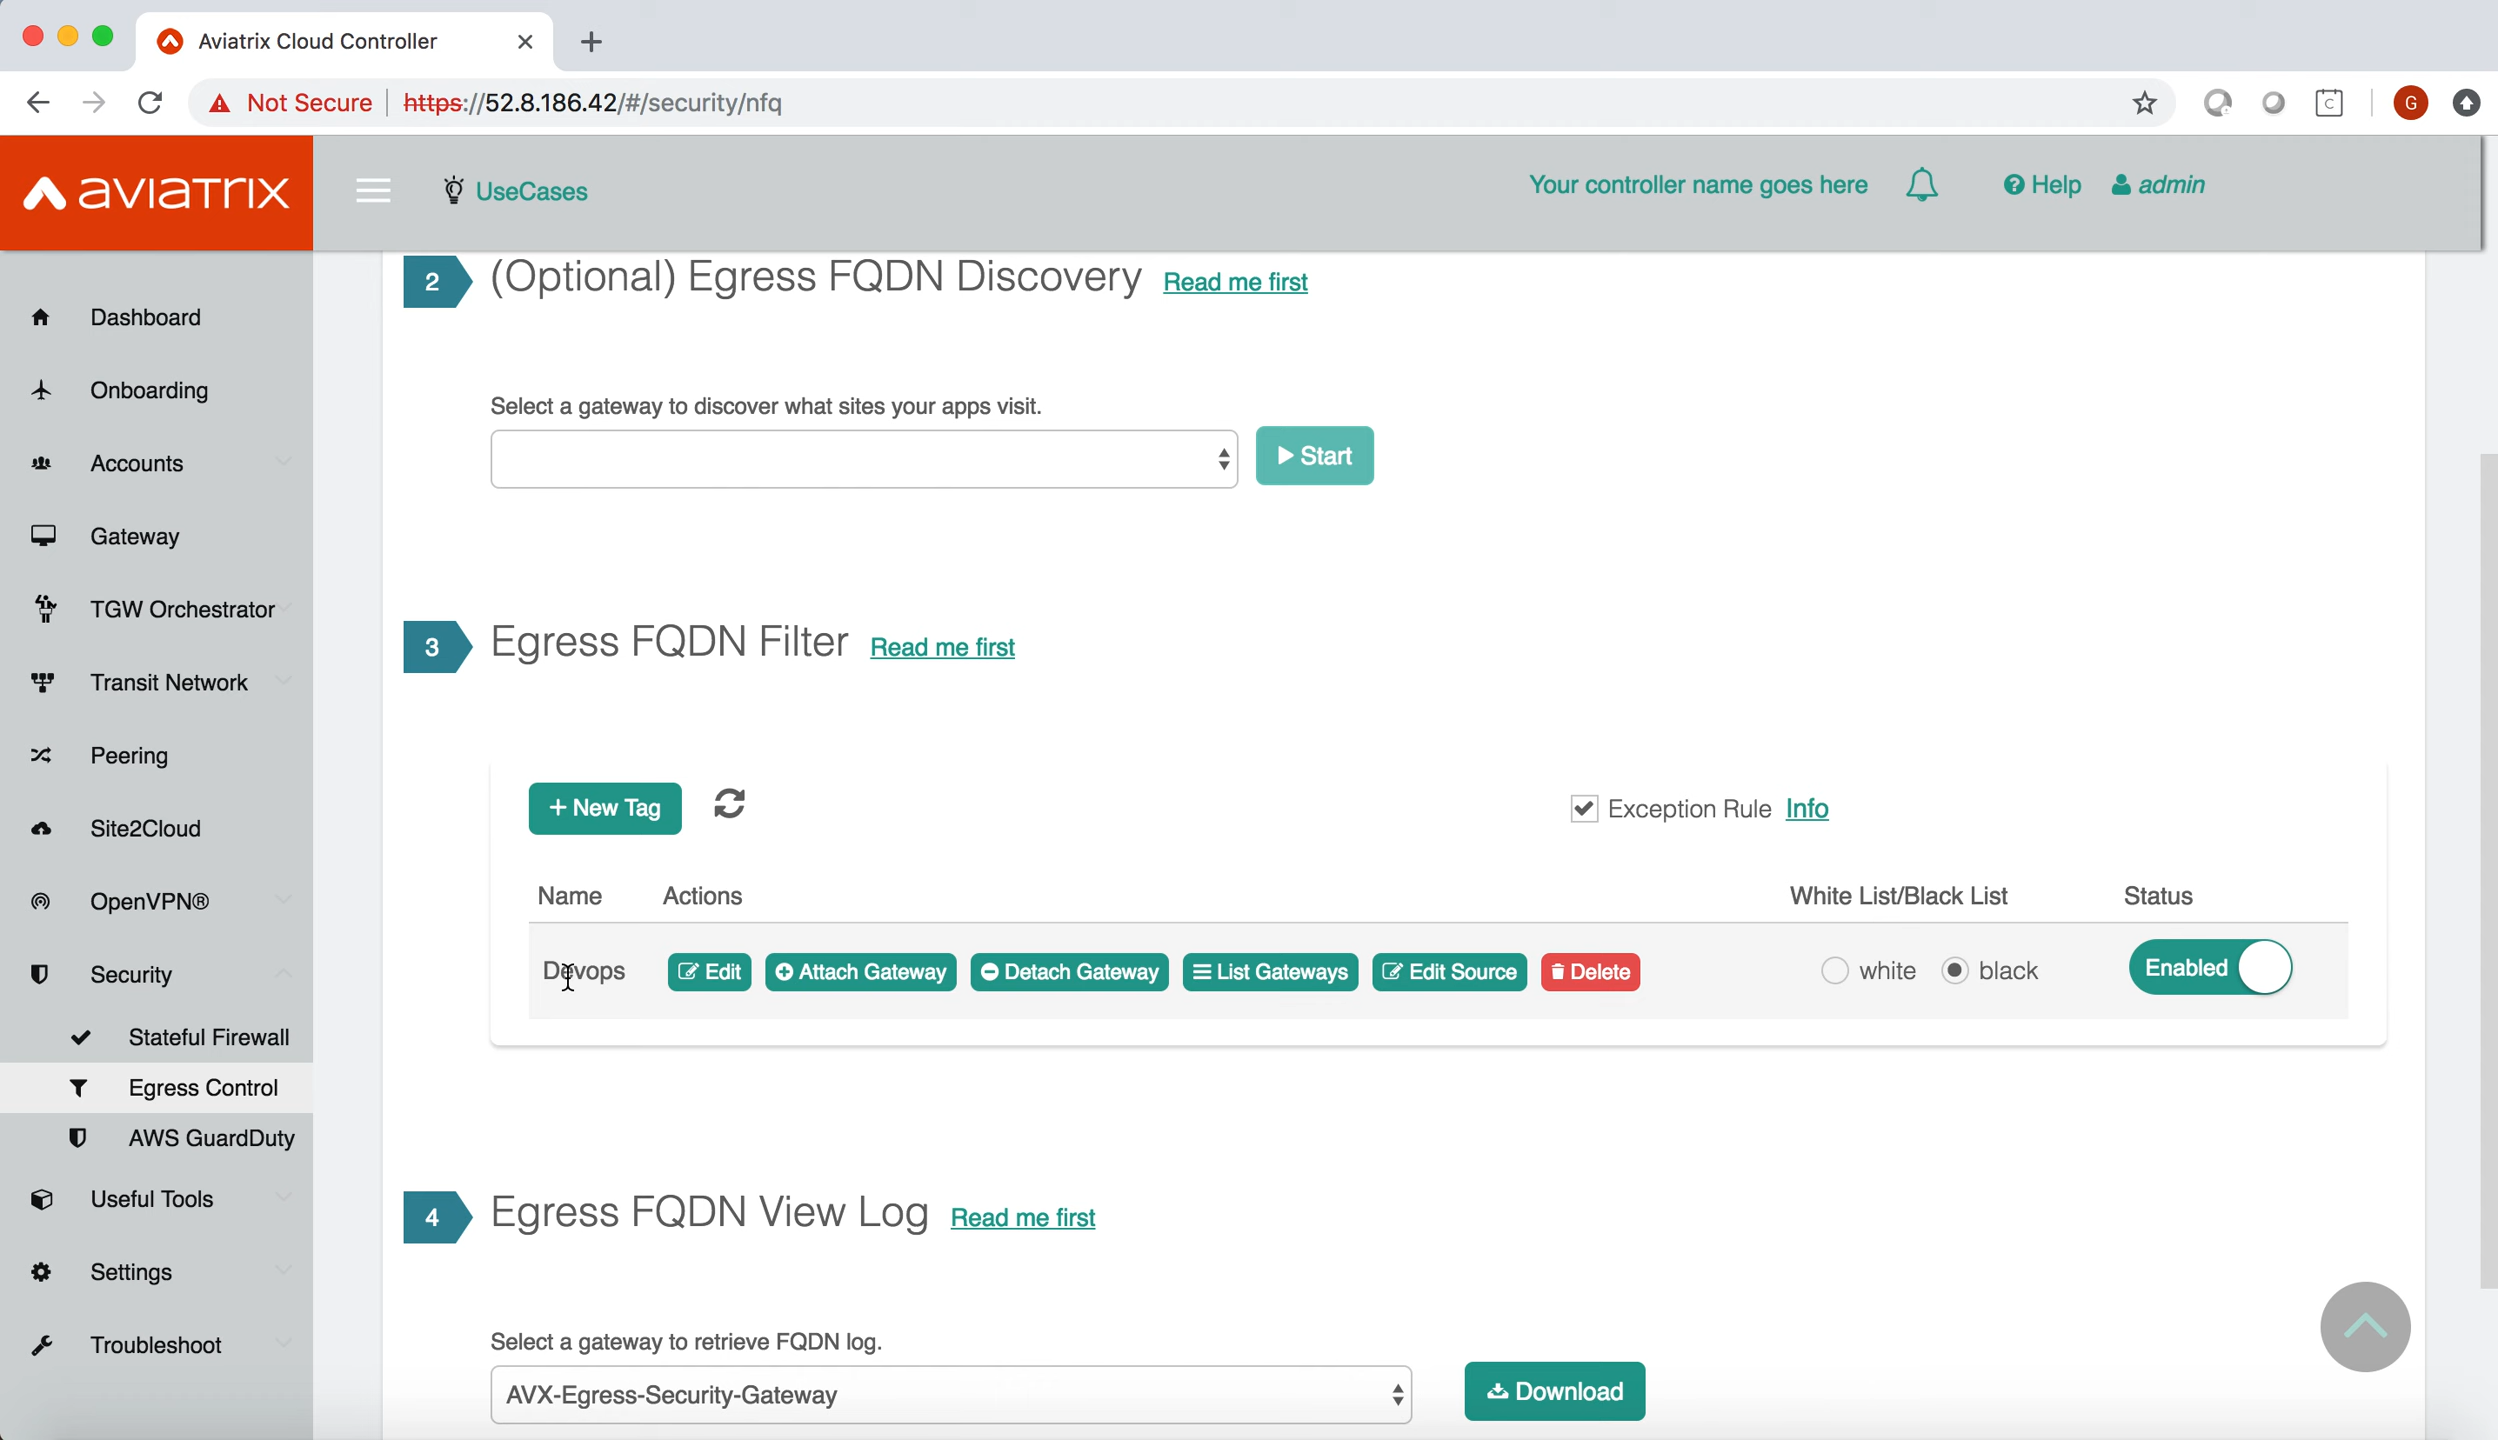 Aviatrix Cloud Controller
Not Secure https://52.8.186.42/#/security/nfq
C
G
aviatrix
UseCases
Your controller name goes here
Help
admin
Dashboard
Onboarding
Accounts
Gateway
TGW Orchestrator
Transit Network
Peering
Site2Cloud
OpenVPN®
Security
Stateful Firewall
Egress Control
AWS GuardDuty
Useful Tools
Settings
Troubleshoot
2 (Optional) Egress FQDN Discovery Read me first
Select a gateway to discover what sites your apps visit.
Start
3 Egress FQDN Filter Read me first
+ New Tag
Exception Rule Info
Name Actions White List/Black List Status
Devops Edit Attach Gateway Detach Gateway List Gateways Edit Source Delete white black Enabled
4 Egress FQDN View Log Read me first
Select a gateway to retrieve FQDN log.
AVX-Egress-Security-Gateway Download